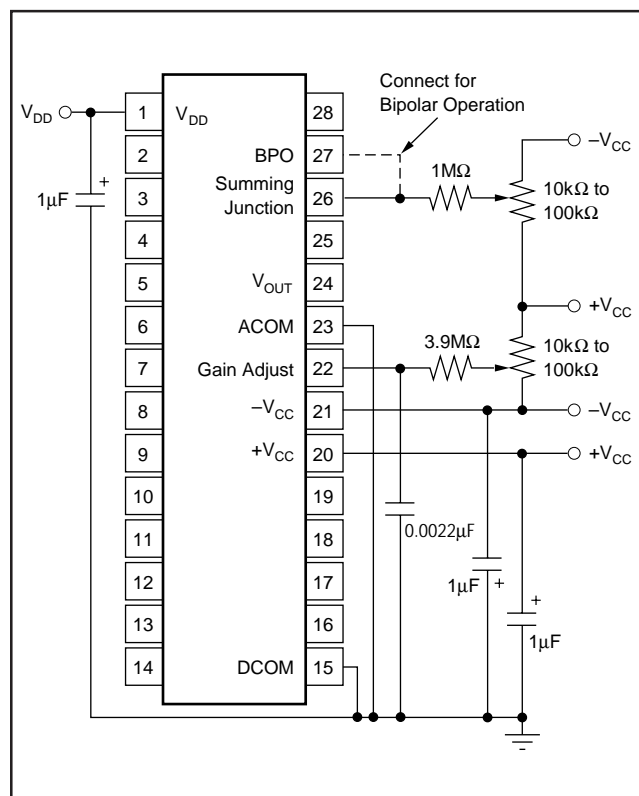 Connect for
Bipolar Operation
V_DD
1 V_DD 28
−V_CC
2 BPO 27
+
1µF
3 Summing Junction 26
1MΩ
10kΩ to
100kΩ
4 25
5 V_OUT 24
+V_CC
6 ACOM 23
3.9MΩ
10kΩ to
100kΩ
7 Gain Adjust 22
8 −V_CC 21
−V_CC
9 +V_CC 20
+V_CC
10 19
0.0022µF
11 18
12 17
1µF +
+
1µF
13 16
14 DCOM 15